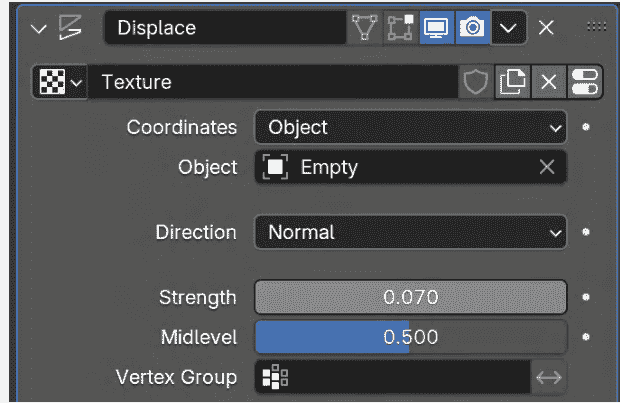 Displace
Texture
Coordinates Object
Object Empty
Direction Normal
Strength 0.070
Midlevel 0.500
Vertex Group